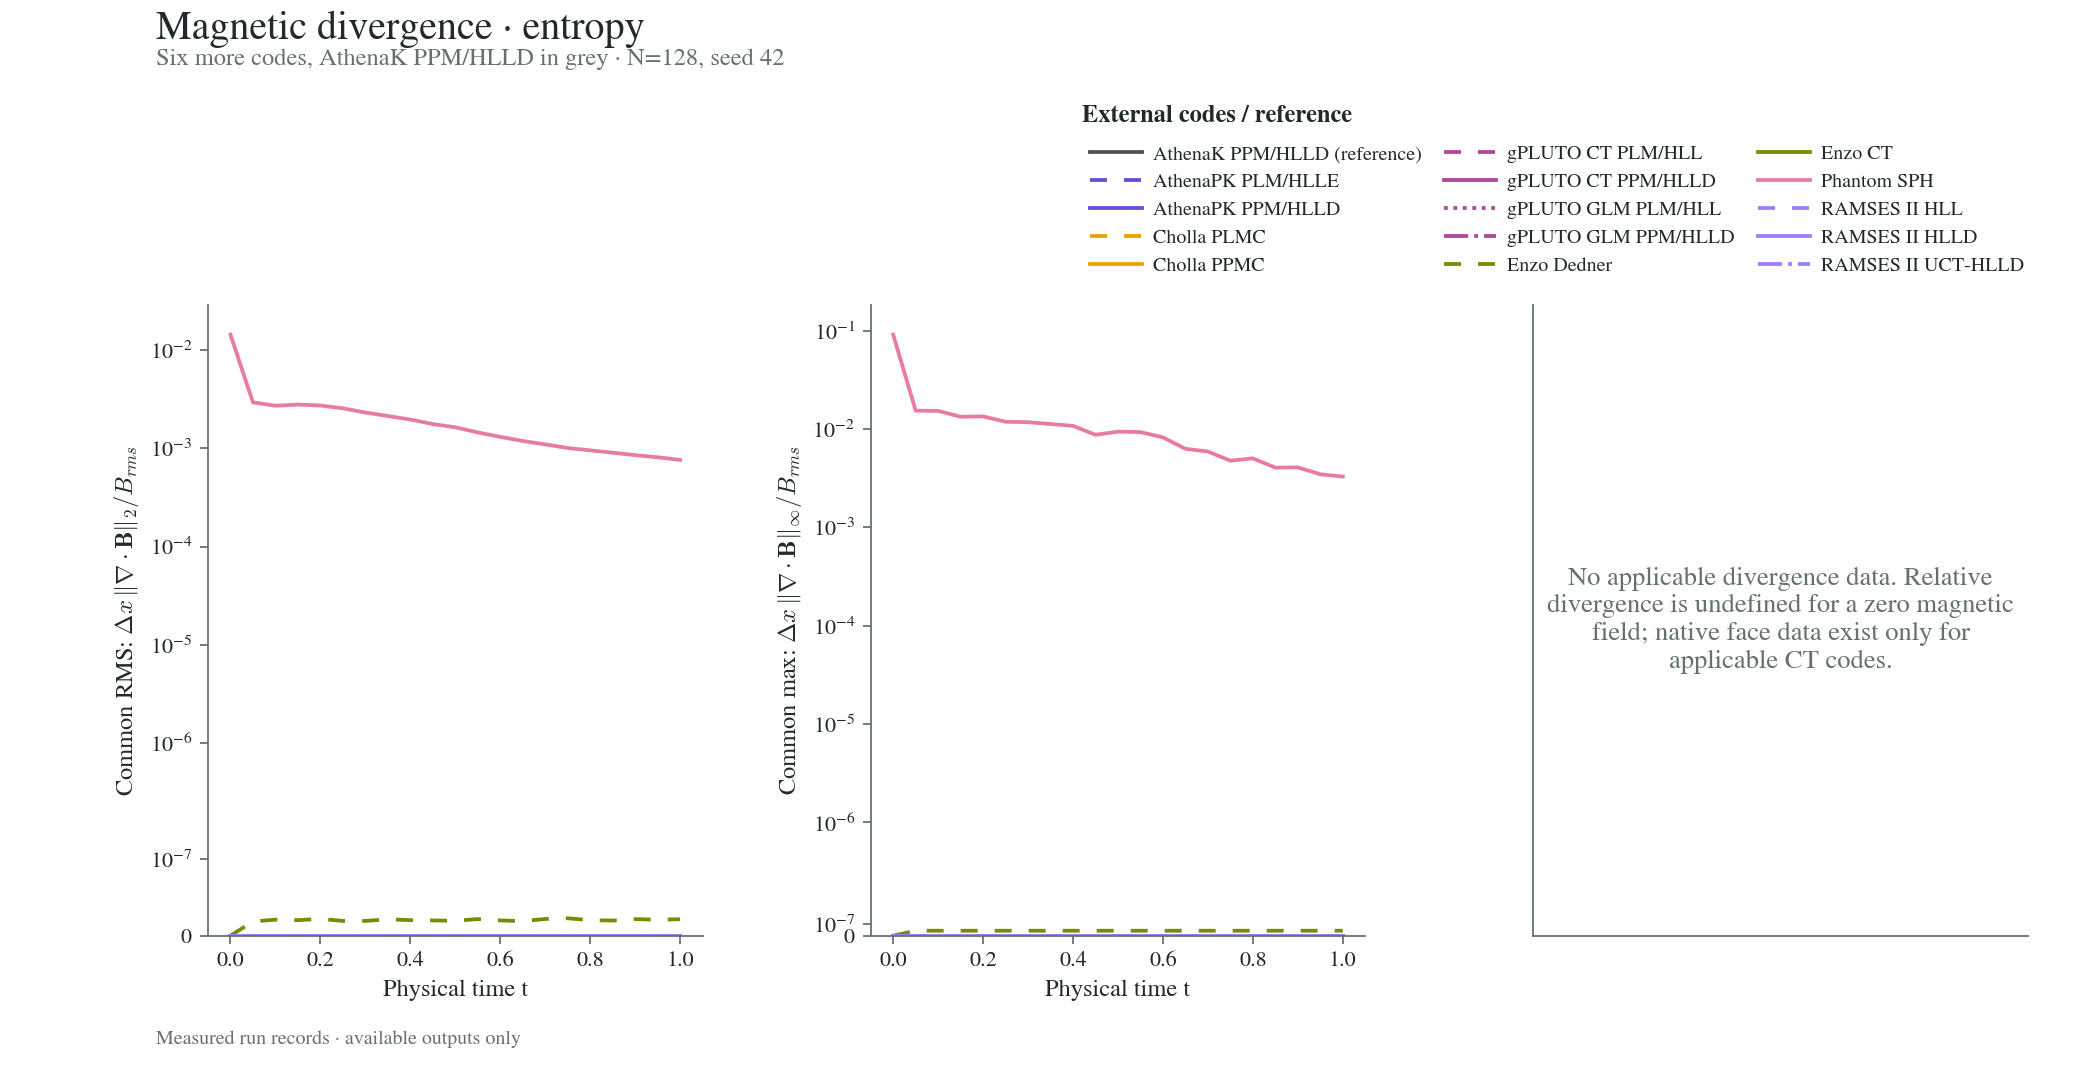 Magnetic divergence · entropy
Six more codes, AthenaK PPM/HLLD in grey · N=128, seed 42
External codes / reference
AthenaK PPM/HLLD (reference)
AthenaPK PLM/HLLE
AthenaPK PPM/HLLD
Cholla PLMC
Cholla PPMC
gPLUTO CT PLM/HLL
gPLUTO CT PPM/HLLD
gPLUTO GLM PLM/HLL
gPLUTO GLM PPM/HLLD
Enzo Dedner
Enzo CT
Phantom SPH
RAMSES II HLL
RAMSES II HLLD
RAMSES II UCT-HLLD
Common RMS: Δx ||∇ · B||₂/B_rms
10⁻²
10⁻³
10⁻⁴
10⁻⁵
10⁻⁶
10⁻⁷
0
0.0 0.2 0.4 0.6 0.8 1.0
Physical time t
Common max: Δx ||∇ · B||∞/B_rms
10⁻¹
10⁻²
10⁻³
10⁻⁴
10⁻⁵
10⁻⁶
10⁻⁷
0
0.0 0.2 0.4 0.6 0.8 1.0
Physical time t
No applicable divergence data. Relative
divergence is undefined for a zero magnetic
field; native face data exist only for
applicable CT codes.
Measured run records · available outputs only